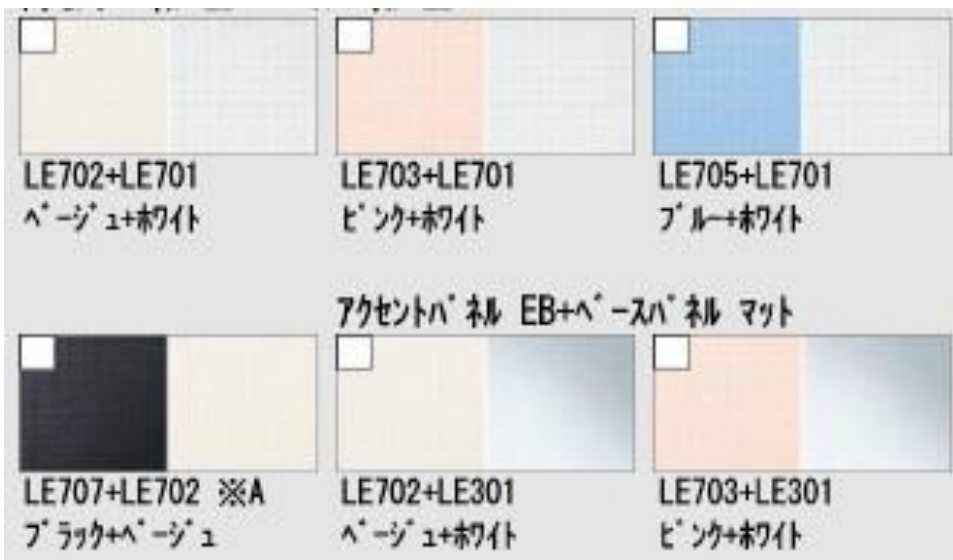 LE702+LE701
ﾍﾞｰｼﾞｭ+ﾎﾜｲﾄ
LE703+LE701
ﾋﾟﾝｸ+ﾎﾜｲﾄ
LE705+LE701
ﾌﾞﾙｰ+ﾎﾜｲﾄ
ｱｸｾﾝﾄﾊﾟﾈﾙ EB+ﾍﾞｰｽﾊﾟﾈﾙ ﾏｯﾄ
LE707+LE702 ※A
ﾌﾞﾗｯｸ+ﾍﾞｰｼﾞｭ
LE702+LE301
ﾍﾞｰｼﾞｭ+ﾎﾜｲﾄ
LE703+LE301
ﾋﾟﾝｸ+ﾎﾜｲﾄ